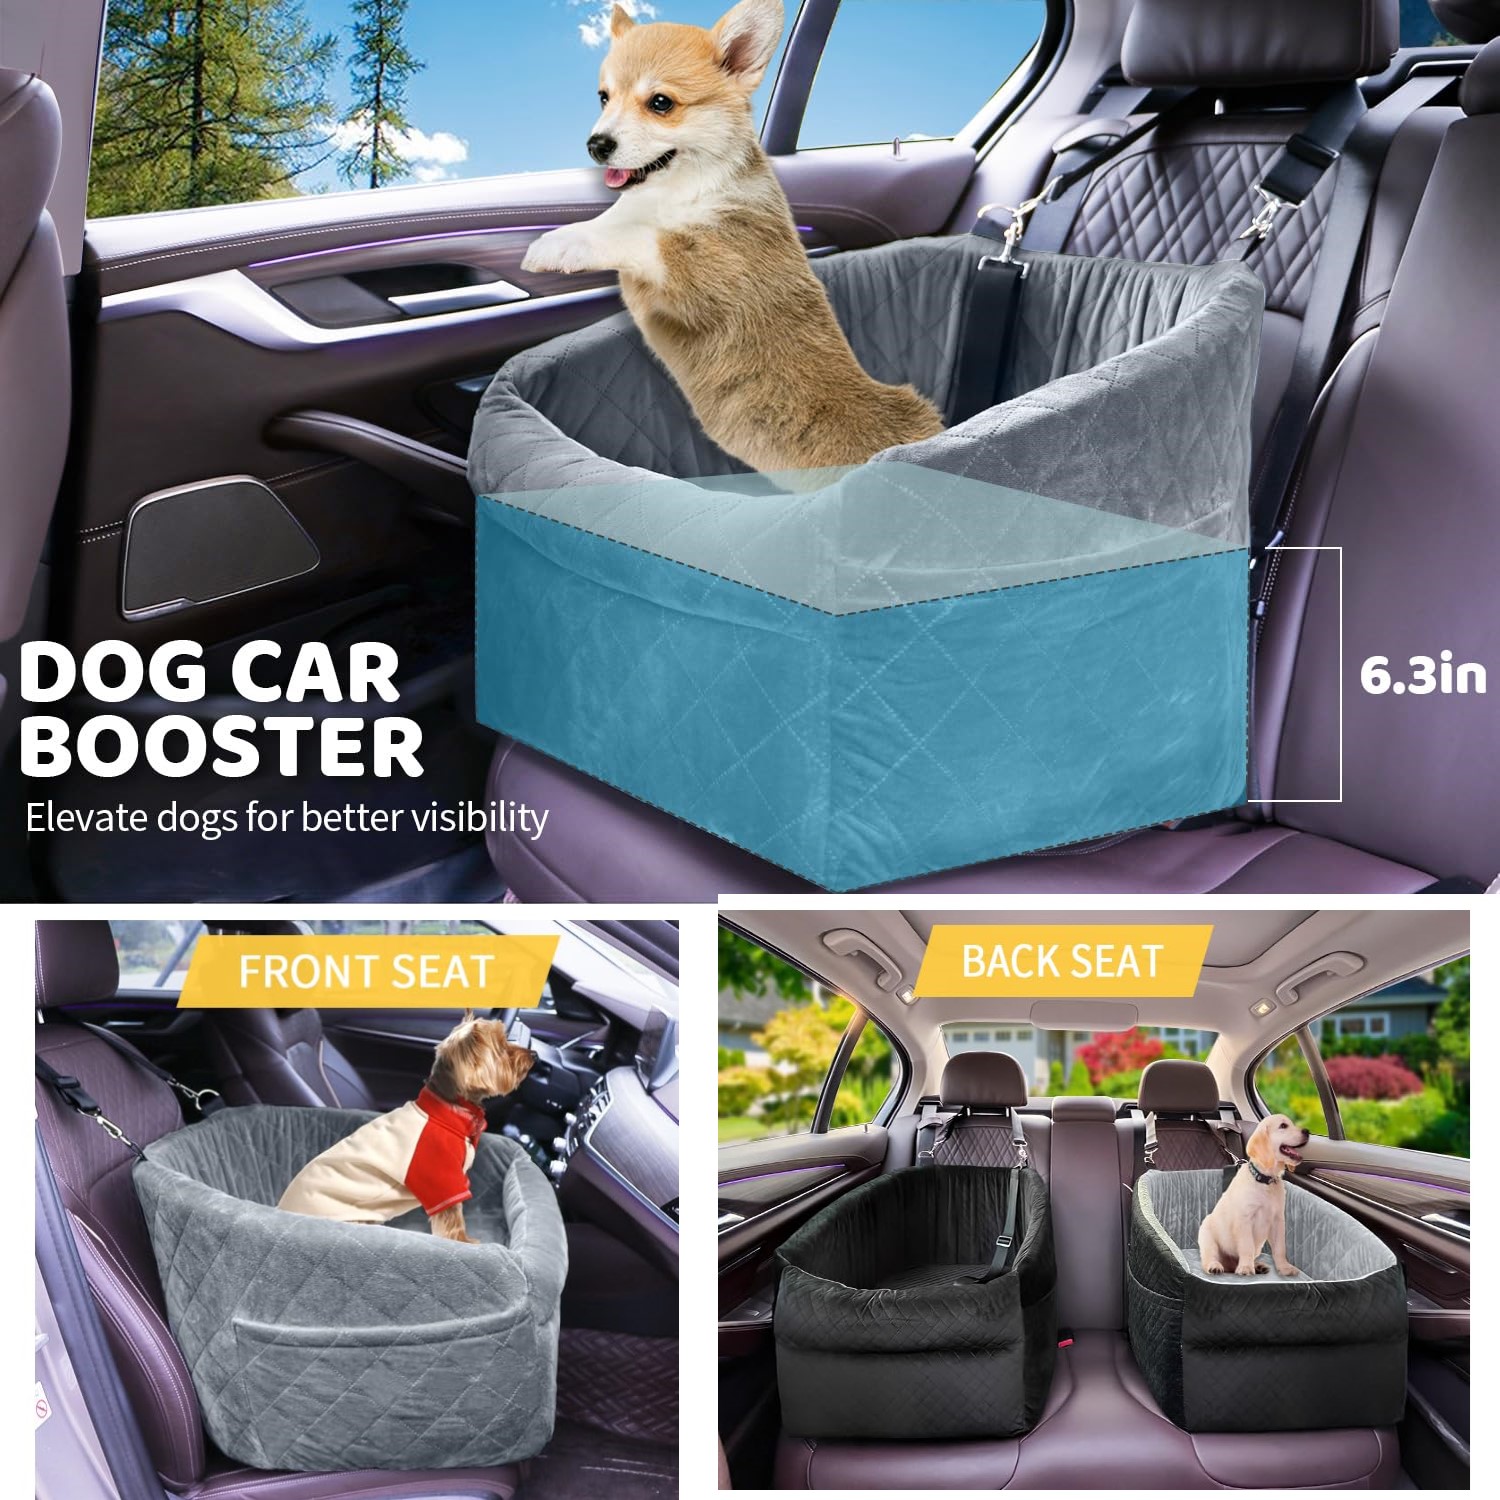 DOG CAR
BOOSTER
Elevate dogs for better visibility
6.3in
FRONT SEAT
BACK SEAT